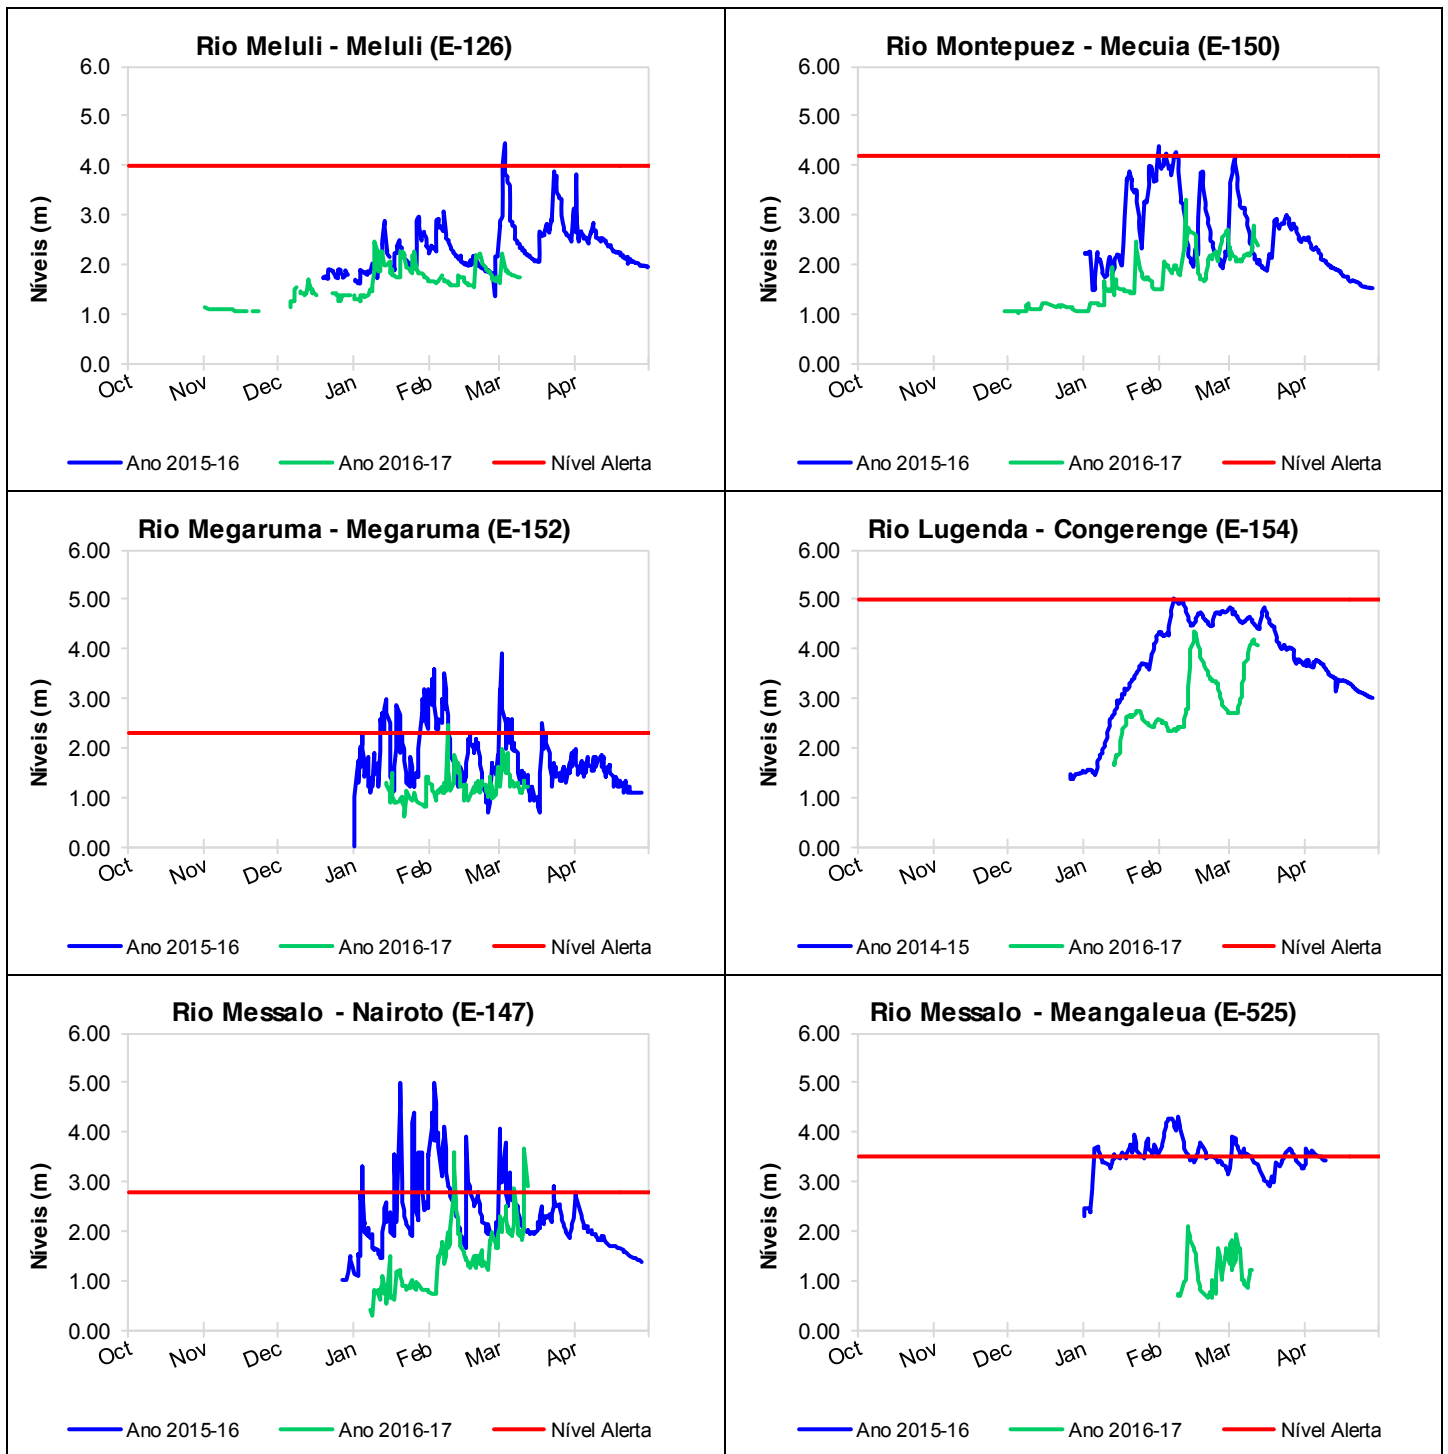 Rio Meluli - Meluli (E-126)
Níveis (m)
6.0
5.0
4.0
3.0
2.0
1.0
0.0
Oct Nov Dec Jan Feb Mar Apr
Ano 2015-16 Ano 2016-17 Nível Alerta
Rio Montepuez - Mecuia (E-150)
6.00
5.00
4.00
3.00
2.00
1.00
0.00
Oct Nov Dec Jan Feb Mar Apr
Ano 2015-16 Ano 2016-17 Nível Alerta
Rio Megaruma - Megaruma (E-152)
Níveis (m)
6.00
5.00
4.00
3.00
2.00
1.00
0.00
Oct Nov Dec Jan Feb Mar Apr
Ano 2015-16 Ano 2016-17 Nível Alerta
Rio Lugenda - Congerenge (E-154)
Níveis (m)
6.00
5.00
4.00
3.00
2.00
1.00
0.00
Oct Nov Dec Jan Feb Mar Apr
Ano 2014-15 Ano 2016-17 Nível Alerta
Rio Messalo - Nairoto (E-147)
Níveis (m)
6.00
5.00
4.00
3.00
2.00
1.00
0.00
Oct Nov Dec Jan Feb Mar Apr
Ano 2015-16 Ano 2016-17 Nível Alerta
Rio Messalo - Meangaleua (E-525)
Níveis (m)
6.00
5.00
4.00
3.00
2.00
1.00
0.00
Oct Nov Dec Jan Feb Mar Apr
Ano 2015-16 Ano 2016-17 Nível Alerta
Níveis (m)